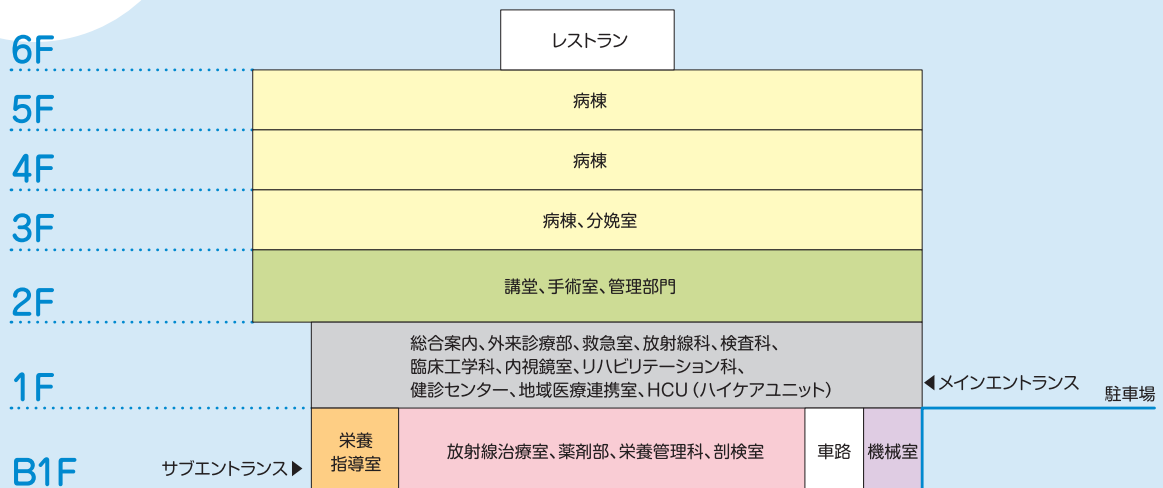 6F
レストラン
5F
病棟
4F
病棟
3F
病棟、分娩室
2F
講堂、手術室、管理部門
1F
総合案内、外来診療部、救急室、放射線科、検査科、
臨床工学科、内視鏡室、リハビリテーション科、
健診センター、地域医療連携室、HCU（ハイケアユニット）
◀メインエントランス
駐車場
B1F
サブエントランス▶
栄養
指導室
放射線治療室、薬剤部、栄養管理科、剖検室
車路
機械室